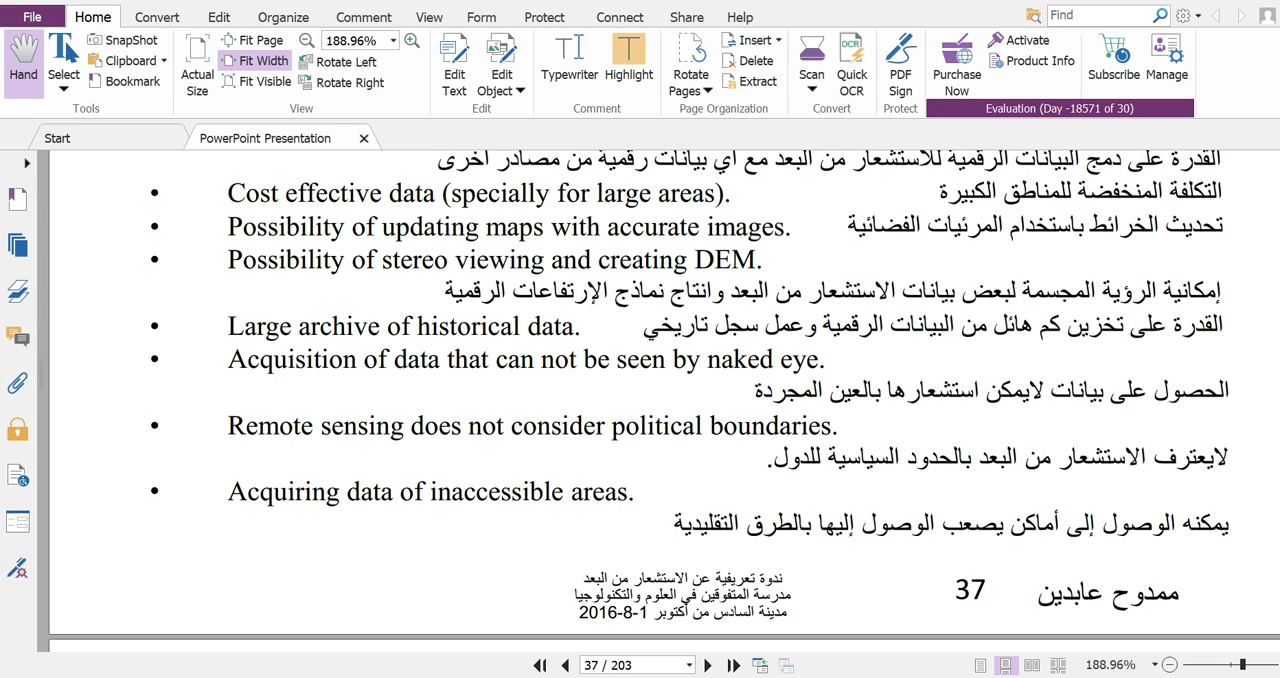 File Home Convert Edit Organize Comment View Form Protect Connect Share Help Find
SnapShot Fit Page 188.96% Insert Activate
Hand Select Clipboard Actual Size Fit Width Rotate Left Edit Text Edit Object Typewriter Highlight Rotate Pages Delete Scan Quick OCR PDF Sign Purchase Now Product Info Subscribe Manage
Bookmark Fit Visible Rotate Right Extract
Tools View Edit Comment Page Organization Convert Protect Evaluation (Day -18571 of 30)
Start PowerPoint Presentation
القدرة على دمج البيانات الرقمية للاستشعار من البعد مع أي بيانات رقمية من مصادر أخرى
• Cost effective data (specially for large areas). التكلفة المنخفضة للمناطق الكبيرة
• Possibility of updating maps with accurate images. تحديث الخرائط باستخدام المرئيات الفضائية
• Possibility of stereo viewing and creating DEM.
إمكانية الرؤية المجسمة لبعض بيانات الاستشعار من البعد وانتاج نماذج الإرتفاعات الرقمية
• Large archive of historical data. القدرة على تخزين كم هائل من البيانات الرقمية وعمل سجل تاريخي
• Acquisition of data that can not be seen by naked eye.
الحصول على بيانات لايمكن استشعارها بالعين المجردة
• Remote sensing does not consider political boundaries.
لايعترف الاستشعار من البعد بالحدود السياسية للدول.
• Acquiring data of inaccessible areas.
يمكنه الوصول إلى أماكن يصعب الوصول إليها بالطرق التقليدية
ندوة تعريفية عن الاستشعار من البعد
مدرسة المتفوقين في العلوم والتكنولوجيا
مدينة السادس من أكتوبر 1-8-2016
37
ممدوح عابدين
37 / 203 188.96%